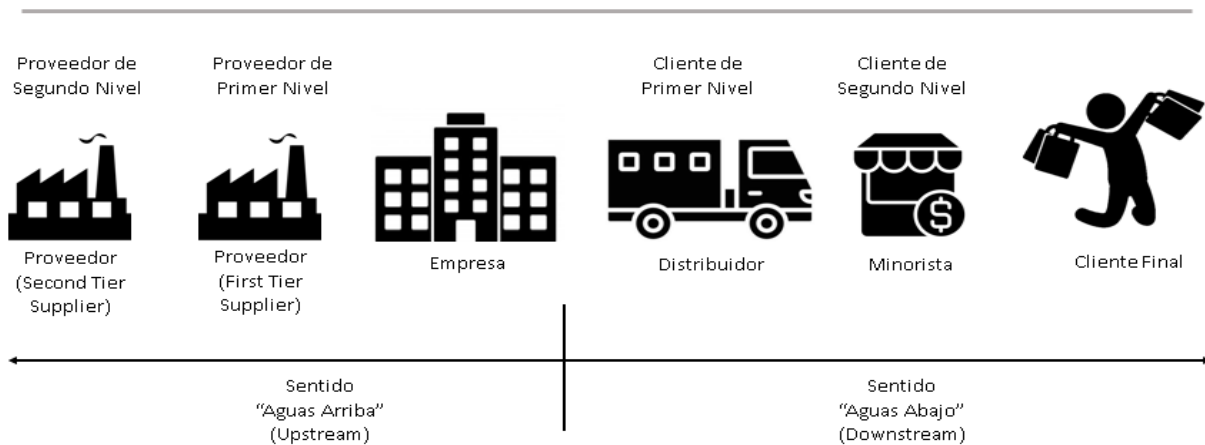 Proveedor de
Segundo Nivel
Proveedor de
Primer Nivel
Cliente de
Primer Nivel
Cliente de
Segundo Nivel
$
Proveedor
(Second Tier
Supplier)
Proveedor
(First Tier
Supplier)
Empresa
Distribuidor
Minorista
Cliente Final
Sentido
“Aguas Arriba”
(Upstream)
Sentido
“Aguas Abajo”
(Downstream)